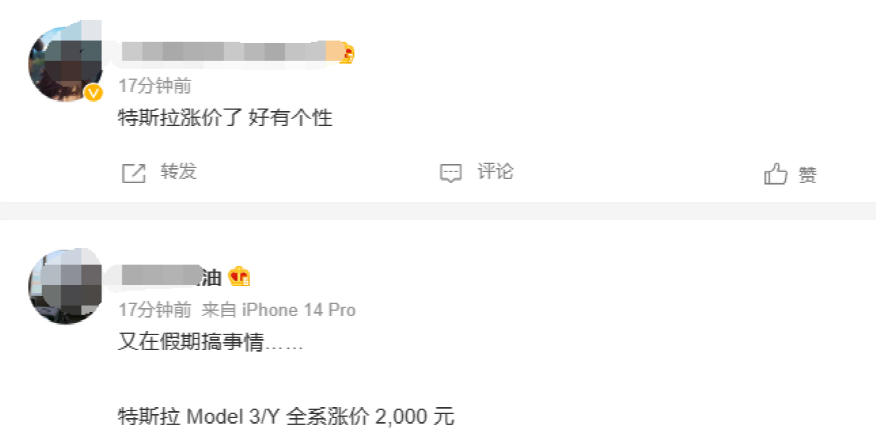 17分钟前
特斯拉涨价了 好有个性
转发
评论
赞
油
17分钟前 来自 iPhone 14 Pro
又在假期搞事情……
特斯拉 Model 3/Y 全系涨价 2,000 元